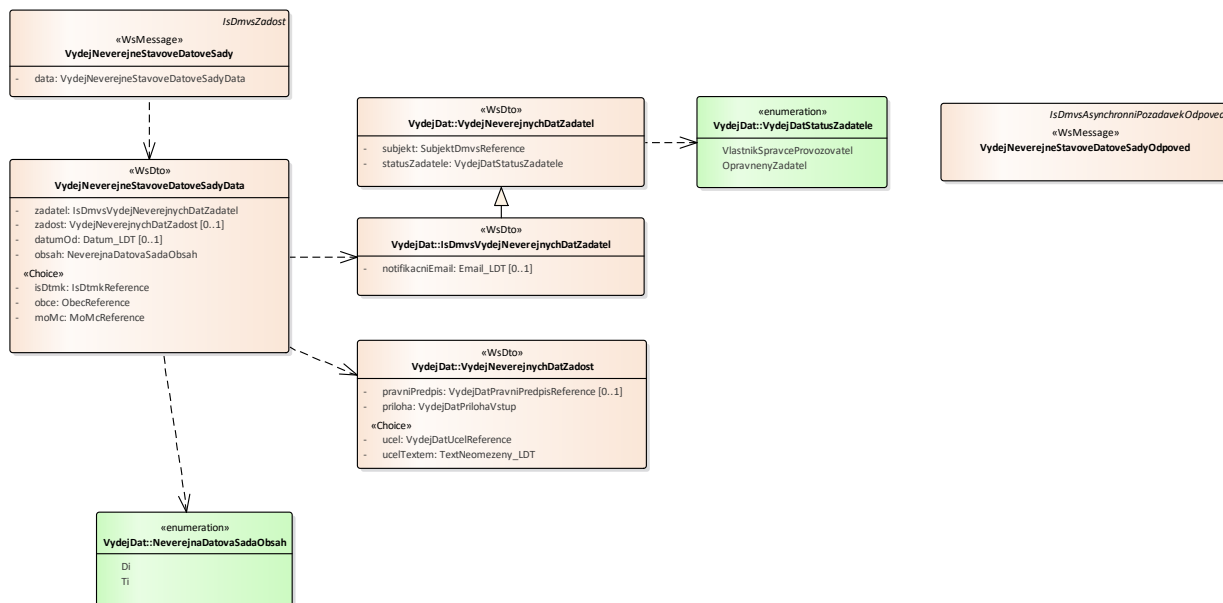 IsDmvsZadost
«WsMessage»
VydejNeverejneStavoveDatoveSady
- data: VydejNeverejneStavoveDatoveSadyData
«WsDto»
VydejNeverejneStavoveDatoveSadyData
- zadatel: IsDmvsVydejNeverejnychDatZadatel
- zadost: VydejNeverejnychDatZadost [0..1]
- datumOd: Datum_LDT [0..1]
- obsah: NeverejnaDatovaSadaObsah
«Choice»
- isDtmk: IsDtmkReference
- obce: ObecReference
- moMc: MoMcReference
«WsDto»
VydejDat::VydejNeverejnychDatZadatel
- subjekt: SubjektDmvsReference
- statusZadatele: VydejDatStatusZadatele
«enumeration»
VydejDat::VydejDatStatusZadatele
VlastnikSpravceProvozovatel
OpravnenyZadatel
IsDmvsAsynchronniPozadavekOdpoved
«WsMessage»
VydejNeverejneStavoveDatoveSadyOdpoved
«WsDto»
VydejDat::IsDmvsVydejNeverejnychDatZadatel
- notifikacniEmail: Email_LDT [0..1]
«WsDto»
VydejDat::VydejNeverejnychDatZadost
- pravniPredpis: VydejDatPravniPredpisReference [0..1]
- priloha: VydejDatPrilohaVstup
«Choice»
- ucel: VydejDatUcelReference
- ucelTextem: TextNeomezeny_LDT
«enumeration»
VydejDat::NeverejnaDatovaSadaObsah
Di
Ti